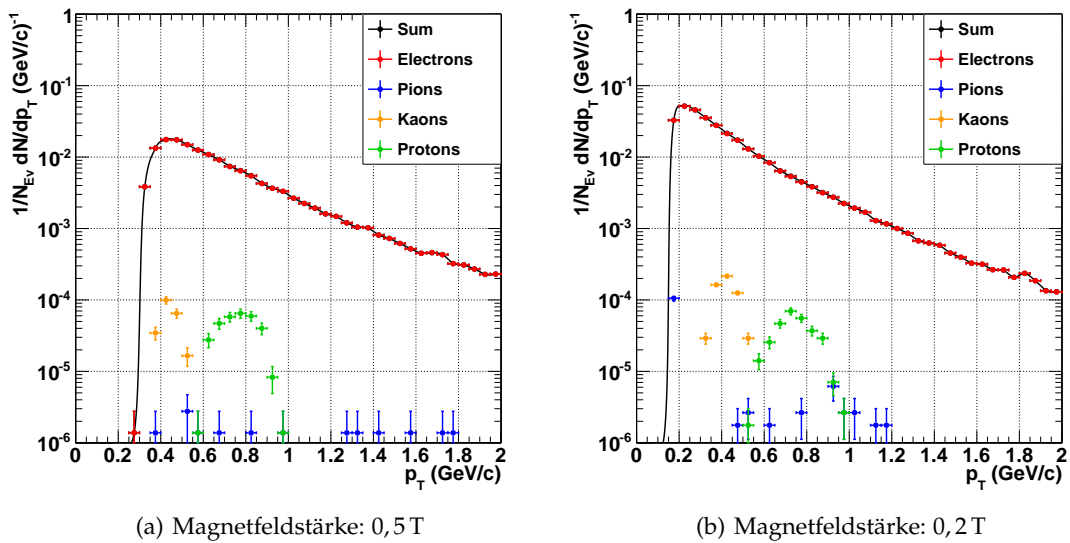 1/N_Ev dN/dp_T (GeV/c)^-1
1
10^-1
10^-2
10^-3
10^-4
10^-5
10^-6
Sum
Electrons
Pions
Kaons
Protons
0 0.2 0.4 0.6 0.8 1 1.2 1.4 1.6 1.8 2
p_T (GeV/c)
(a) Magnetfeldstärke: 0,5 T
1/N_Ev dN/dp_T (GeV/c)^-1
1
10^-1
10^-2
10^-3
10^-4
10^-5
10^-6
Sum
Electrons
Pions
Kaons
Protons
0 0.2 0.4 0.6 0.8 1 1.2 1.4 1.6 1.8 2
p_T (GeV/c)
(b) Magnetfeldstärke: 0,2 T